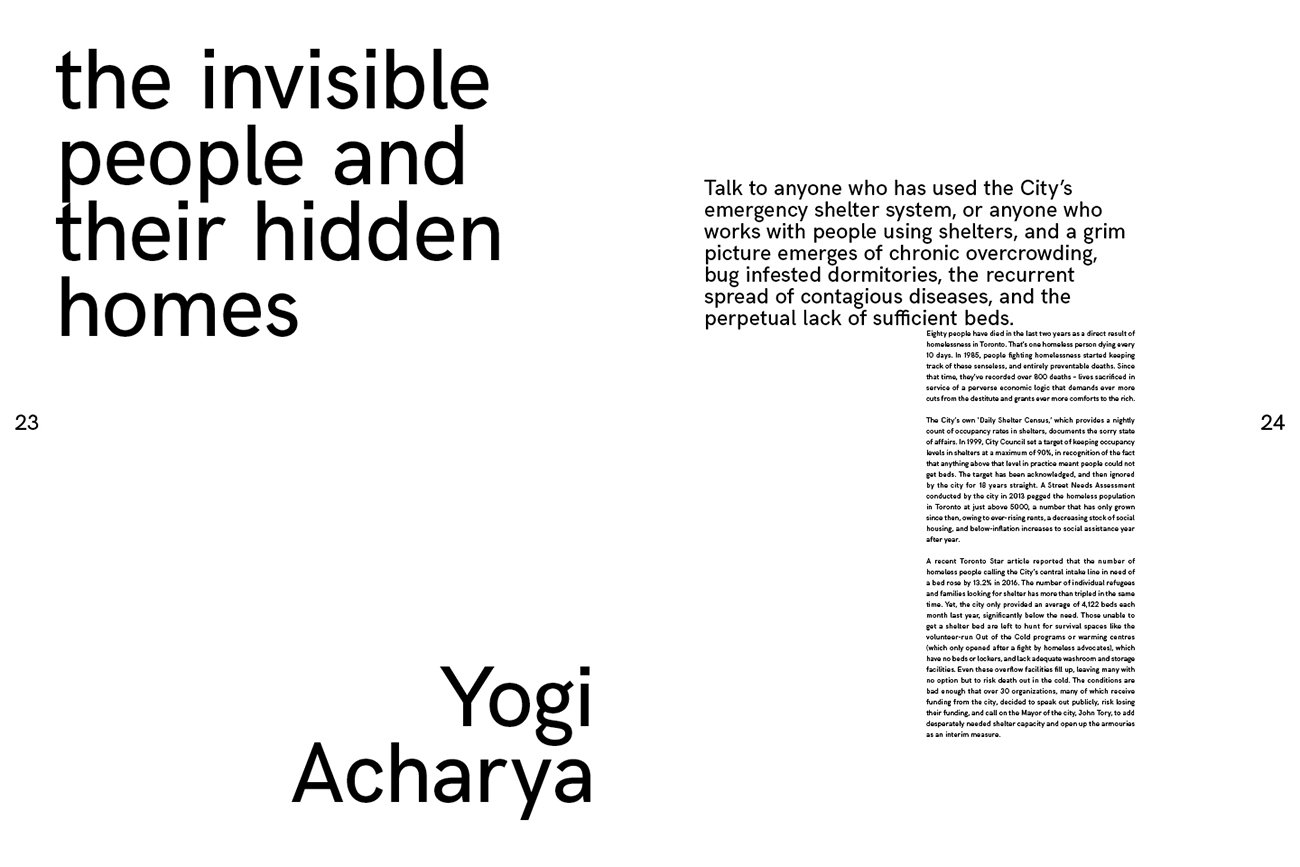 the invisible
people and
their hidden
homes
23
Yogi
Acharya
Talk to anyone who has used the City’s
emergency shelter system, or anyone who
works with people using shelters, and a grim
picture emerges of chronic overcrowding,
bug infested dormitories, the recurrent
spread of contagious diseases, and the
perpetual lack of sufficient beds.
Eighty people have died in the last two years as a direct result of
homelessness in Toronto. That's one homeless person dying every
10 days. In 1985, people fighting homelessness started keeping
track of these senseless, and entirely preventable deaths. Since
that time, they've recorded over 800 deaths – lives sacrificed in
service of a perverse economic logic that demands ever more
cuts from the destitute and grants ever more comforts to the rich.
The City's own 'Daily Shelter Census,' which provides a nightly
count of occupancy rates in shelters, documents the sorry state
of affairs. In 1999, City Council set a target of keeping occupancy
levels in shelters at a maximum of 90%, in recognition of the fact
that anything above that level in practice meant people could not
get beds. The target has been acknowledged, and then ignored
by the city for 18 years straight. A Street Needs Assessment
conducted by the city in 2013 pegged the homeless population
in Toronto at just above 5000, a number that has only grown
since then, owing to ever-rising rents, a decreasing stock of social
housing, and below-inflation increases to social assistance year
after year.
A recent Toronto Star article reported that the number of
homeless people calling the City's central intake line in need of
a bed rose by 13.2% in 2016. The number of individual refugees
and families looking for shelter has more than tripled in the same
time. Yet, the city only provided an average of 4,122 beds each
month last year, significantly below the need. Those unable to
get a shelter bed are left to hunt for survival spaces like the
volunteer-run Out of the Cold programs or warming centres
(which only opened after a fight by homeless advocates), which
have no beds or lockers, and lack adequate washroom and storage
facilities. Even these overflow facilities fill up, leaving many with
no option but to risk death out in the cold. The conditions are
bad enough that over 30 organizations, many of which receive
funding from the city, decided to speak out publicly, risk losing
their funding, and call on the Mayor of the city, John Tory, to add
desperately needed shelter capacity and open up the armouries
as an interim measure.
24